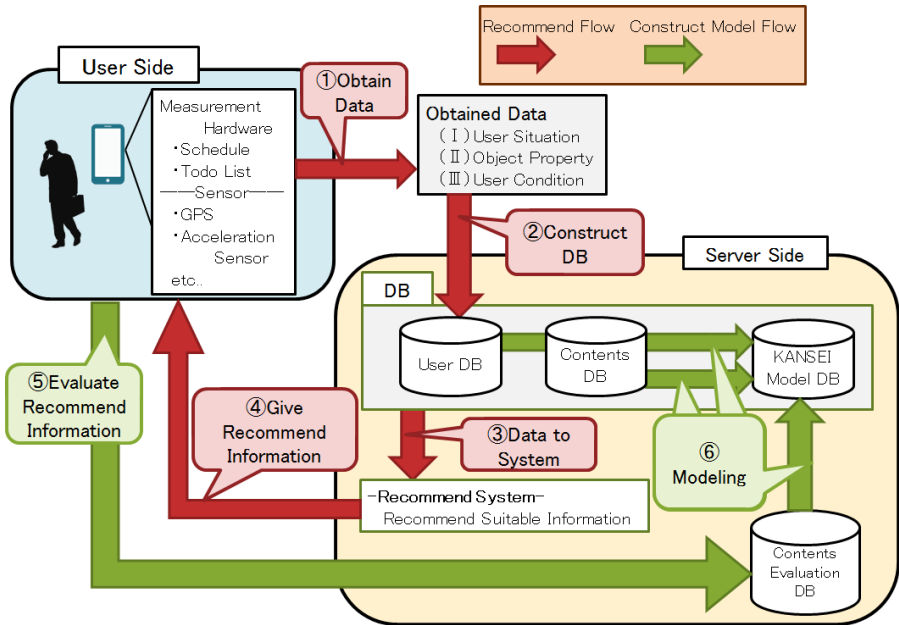 Recommend Flow
Construct Model Flow
User Side
①Obtain
Data
Measurement
Hardware
・Schedule
・Todo List
——Sensor——
・GPS
・Acceleration
Sensor
etc..
Obtained Data
(Ⅰ)User Situation
(Ⅱ)Object Property
(Ⅲ)User Condition
②Construct
DB
Server Side
DB
User DB
Contents
DB
KANSEI
Model DB
⑤Evaluate
Recommend
Information
④Give
Recommend
Information
③Data to
System
⑥
Modeling
-Recommend System-
Recommend Suitable Information
Contents
Evaluation
DB